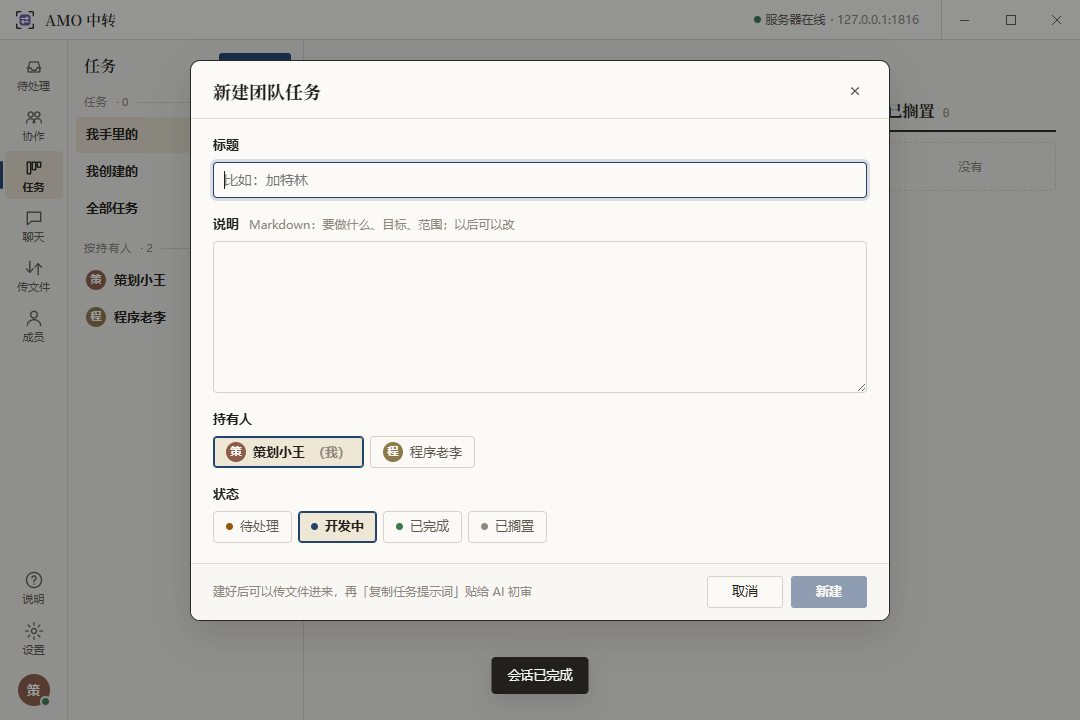 AMO 中转
服务器在线 · 127.0.0.1:1816
待处理
协作
任务
聊天
传文件
成员
说明
设置
策
任务
任务 · 0
我手里的
我创建的
全部任务
按持有人 · 2
策 策划小王
程 程序老李
已搁置 0
没有
新建团队任务
标题
比如：加特林
说明 Markdown：要做什么、目标、范围；以后可以改
持有人
策 策划小王 （我）
程 程序老李
状态
待处理
开发中
已完成
已搁置
建好后可以传文件进来，再「复制任务提示词」贴给 AI 初审
取消
新建
会话已完成